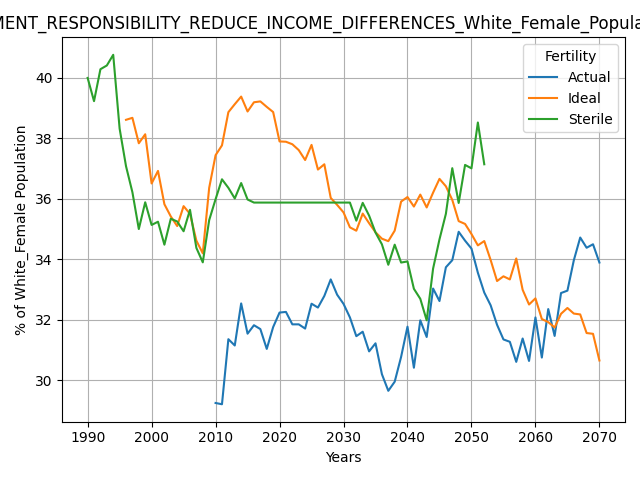 MENT_RESPONSIBILITY_REDUCE_INCOME_DIFFERENCES_White_Female_Popula
Fertility
Actual
Ideal
Sterile
% of White_Female Population
40
38
36
34
32
30
1990 2000 2010 2020 2030 2040 2050 2060 2070
Years